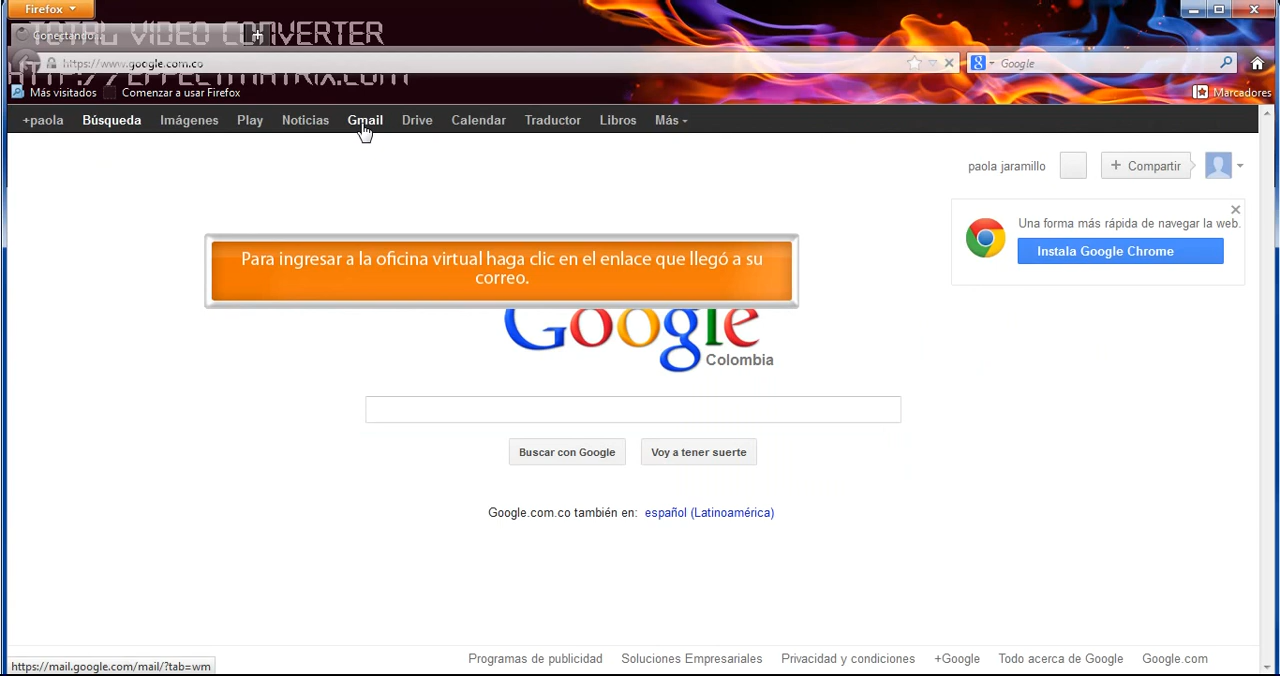 Firefox
TOTAL VIDEO CONVERTER
Conectando...
https://www.google.com.co
Google
HTTP://EFFECTMATRIX.COM
Más visitados Comenzar a usar Firefox Marcadores
+paola Búsqueda Imágenes Play Noticias Gmail Drive Calendar Traductor Libros Más
paola jaramillo + Compartir
Una forma más rápida de navegar la web.
Instala Google Chrome
Para ingresar a la oficina virtual haga clic en el enlace que llegó a su
correo.
Google
Colombia
Buscar con Google Voy a tener suerte
Google.com.co también en: español (Latinoamérica)
Programas de publicidad Soluciones Empresariales Privacidad y condiciones +Google Todo acerca de Google Google.com
https://mail.google.com/mail/?tab=wm